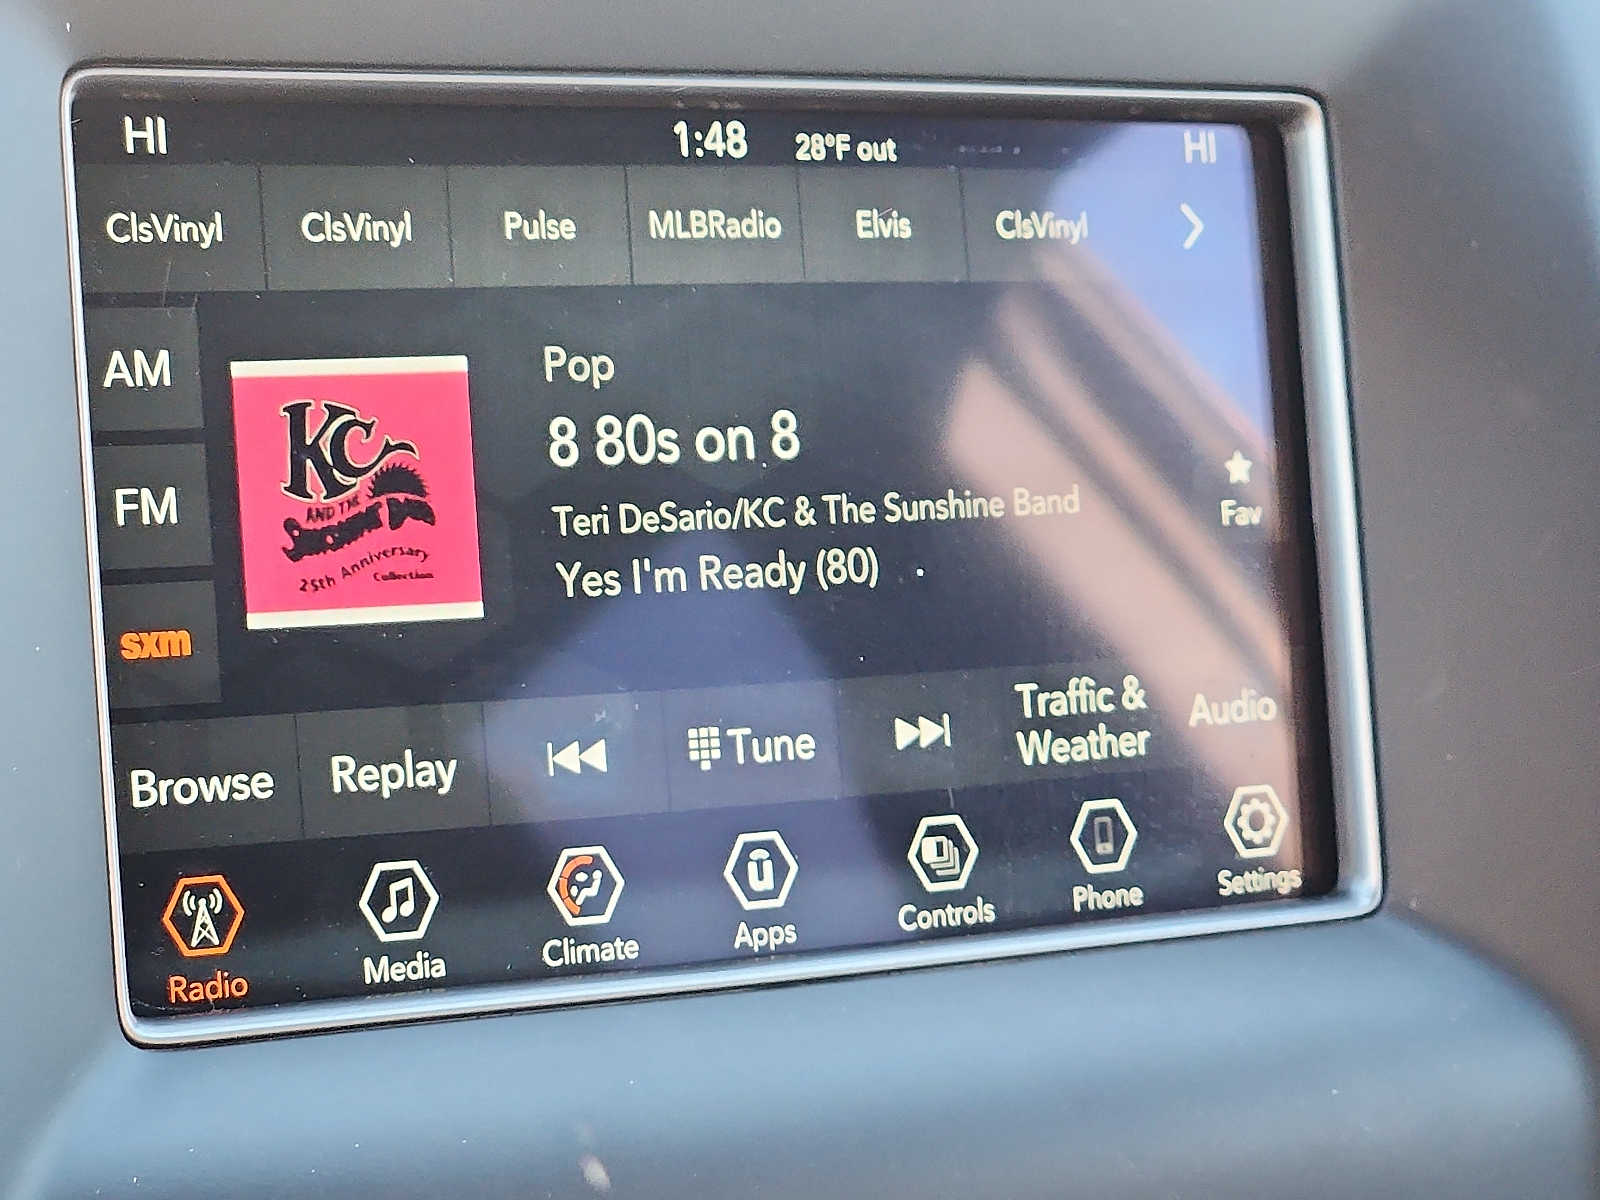 HI 1:48 28°F out HI
ClsVinyl ClsVinyl Pulse MLBRadio Elvis ClsVinyl
AM
FM
sxm
KC
AND THE
Sunshine Band
25th Anniversary
Collection
Pop
8 80s on 8
Teri DeSario/KC & The Sunshine Band
Yes I'm Ready (80)
Fav
Browse Replay Tune Traffic & Weather Audio
Radio Media Climate Apps Controls Phone Settings